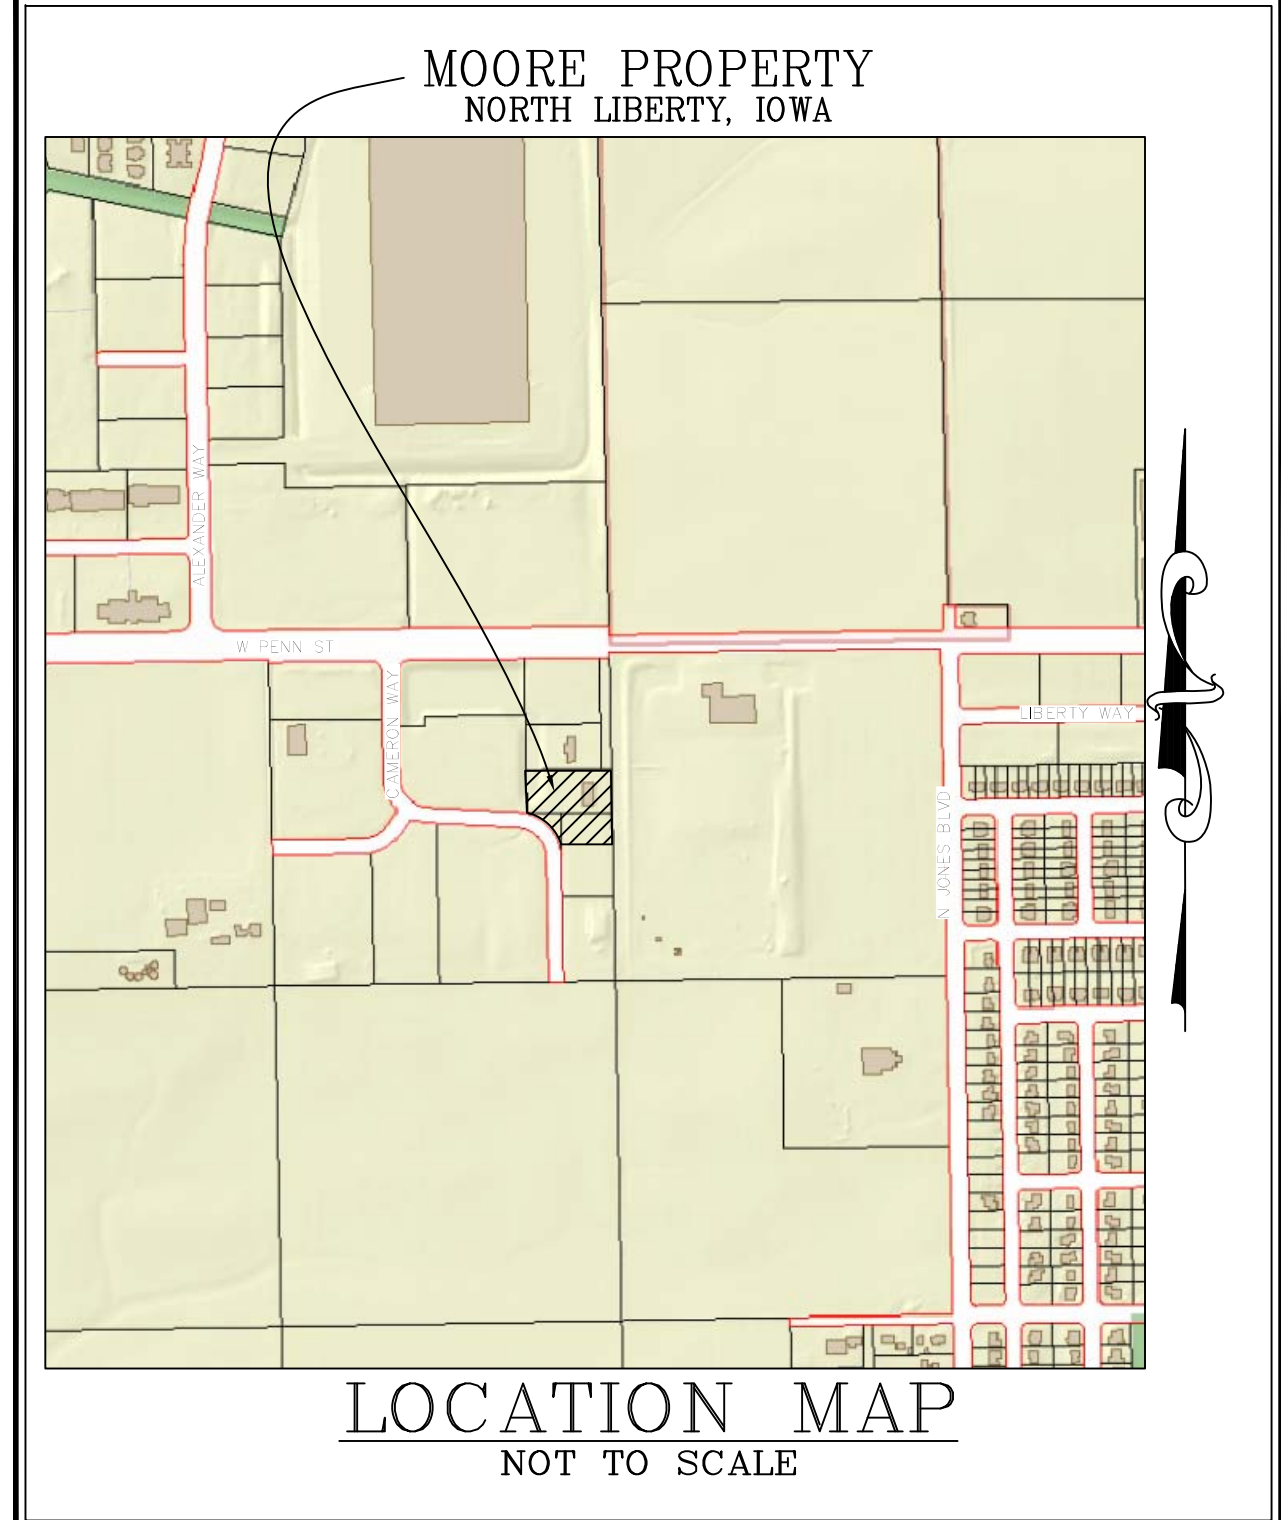 MOORE PROPERTY
NORTH LIBERTY, IOWA
ALEXANDER WAY
W PENN ST
CAMERON WAY
LIBERTY WAY
N JONES BLVD
LOCATION MAP
NOT TO SCALE